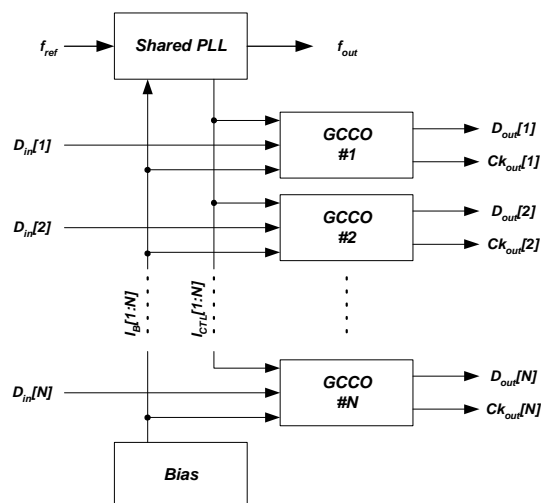 f_ref
Shared PLL
f_out
D_in[1]
GCCO
#1
D_out[1]
Ck_out[1]
D_in[2]
GCCO
#2
D_out[2]
Ck_out[2]
I_B[1:N]
I_CTL[1:N]
D_in[N]
GCCO
#N
D_out[N]
Ck_out[N]
Bias